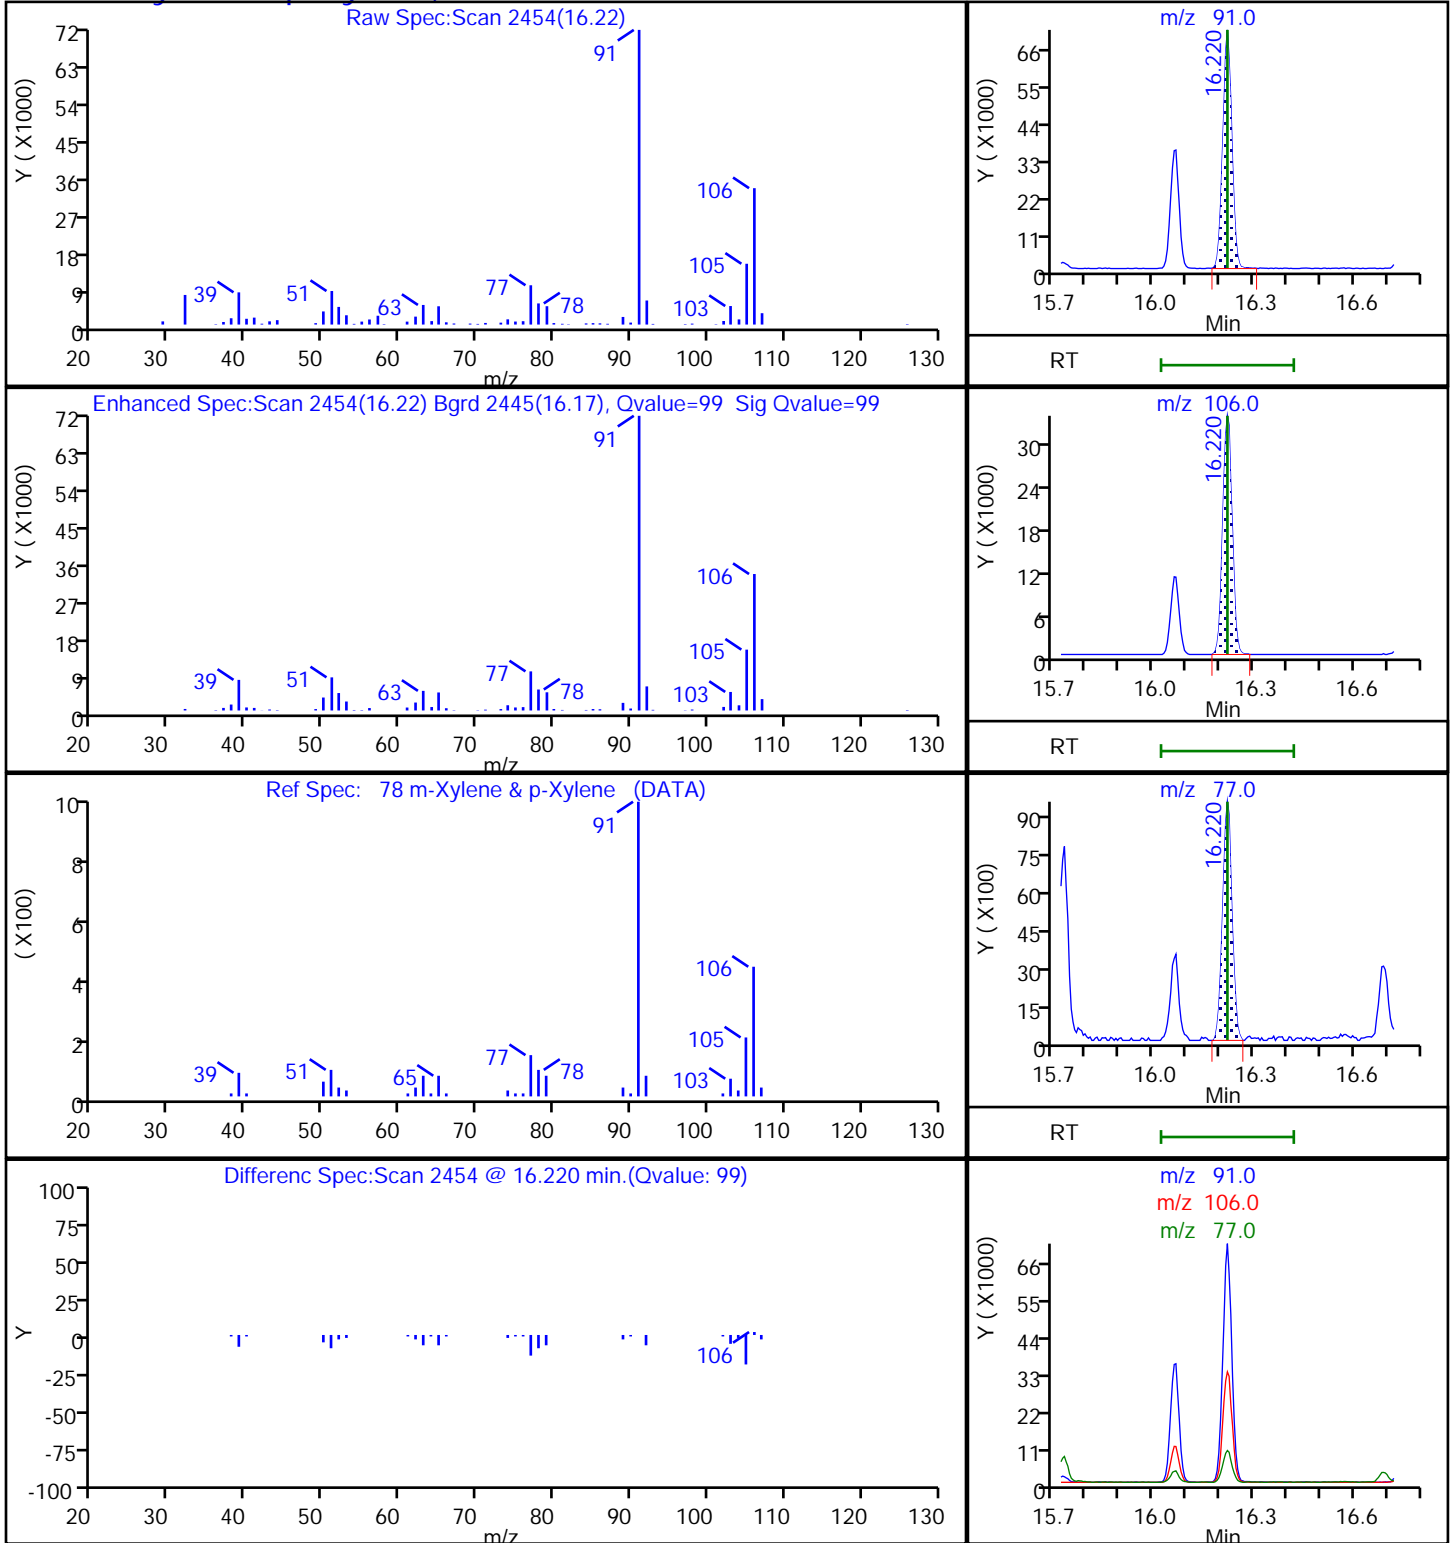 Raw Spec:Scan 2454(16.22)
72
63
54
45
36
27
18
9
0
Y ( X1000)
91
106
105
103
77
78
63
51
39
20 30 40 50 60 70 80 90 100 110 120 130
m/z
m/z 91.0
66
55
44
33
22
11
0
Y ( X1000)
16.220
15.7 16.0 16.3 16.6
Min
RT
Enhanced Spec:Scan 2454(16.22) Bgrd 2445(16.17), Qvalue=99 Sig Qvalue=99
72
63
54
45
36
27
18
9
0
Y ( X1000)
91
106
105
103
77
78
63
51
39
20 30 40 50 60 70 80 90 100 110 120 130
m/z
m/z 106.0
30
24
18
12
6
0
Y ( X1000)
16.220
15.7 16.0 16.3 16.6
Min
RT
Ref Spec: 78 m-Xylene & p-Xylene (DATA)
10
8
6
4
2
0
( X100)
91
106
105
103
77
78
65
51
39
20 30 40 50 60 70 80 90 100 110 120 130
m/z 77.0
90
75
60
45
30
15
0
Y ( X100)
16.220
15.7 16.0 16.3 16.6
Min
RT
Differenc Spec:Scan 2454 @ 16.220 min.(Qvalue: 99)
100
75
50
25
0
-25
-50
-75
-100
Y
106
20 30 40 50 60 70 80 90 100 110 120 130
m/z
m/z 91.0
m/z 106.0
m/z 77.0
66
55
44
33
22
11
0
Y ( X1000)
15.7 16.0 16.3 16.6
Min